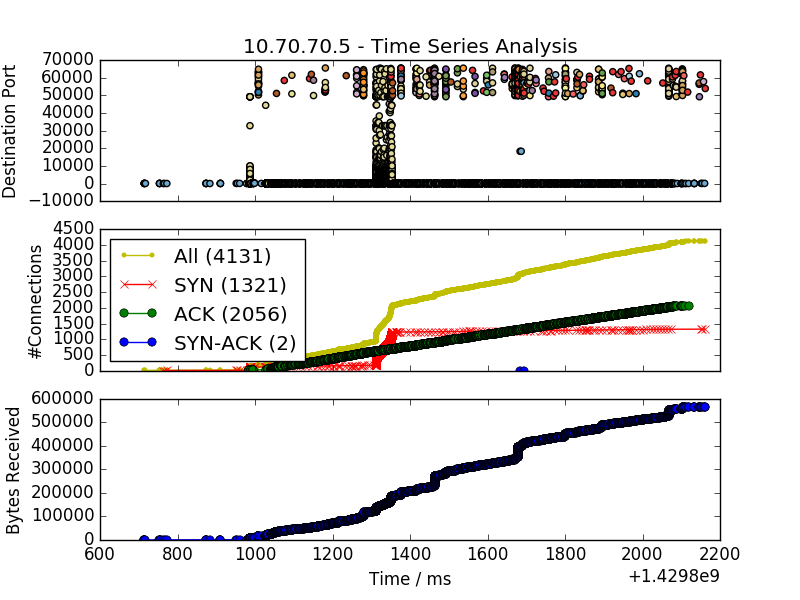 10.70.70.5 - Time Series Analysis
Destination Port
70000
60000
50000
40000
30000
20000
10000
0
−10000
#Connections
4500
4000
3500
3000
2500
2000
1500
1000
500
0
All (4131)
SYN (1321)
ACK (2056)
SYN-ACK (2)
Bytes Received
600000
500000
400000
300000
200000
100000
0
600 800 1000 1200 1400 1600 1800 2000 2200
Time / ms
+1.4298e9